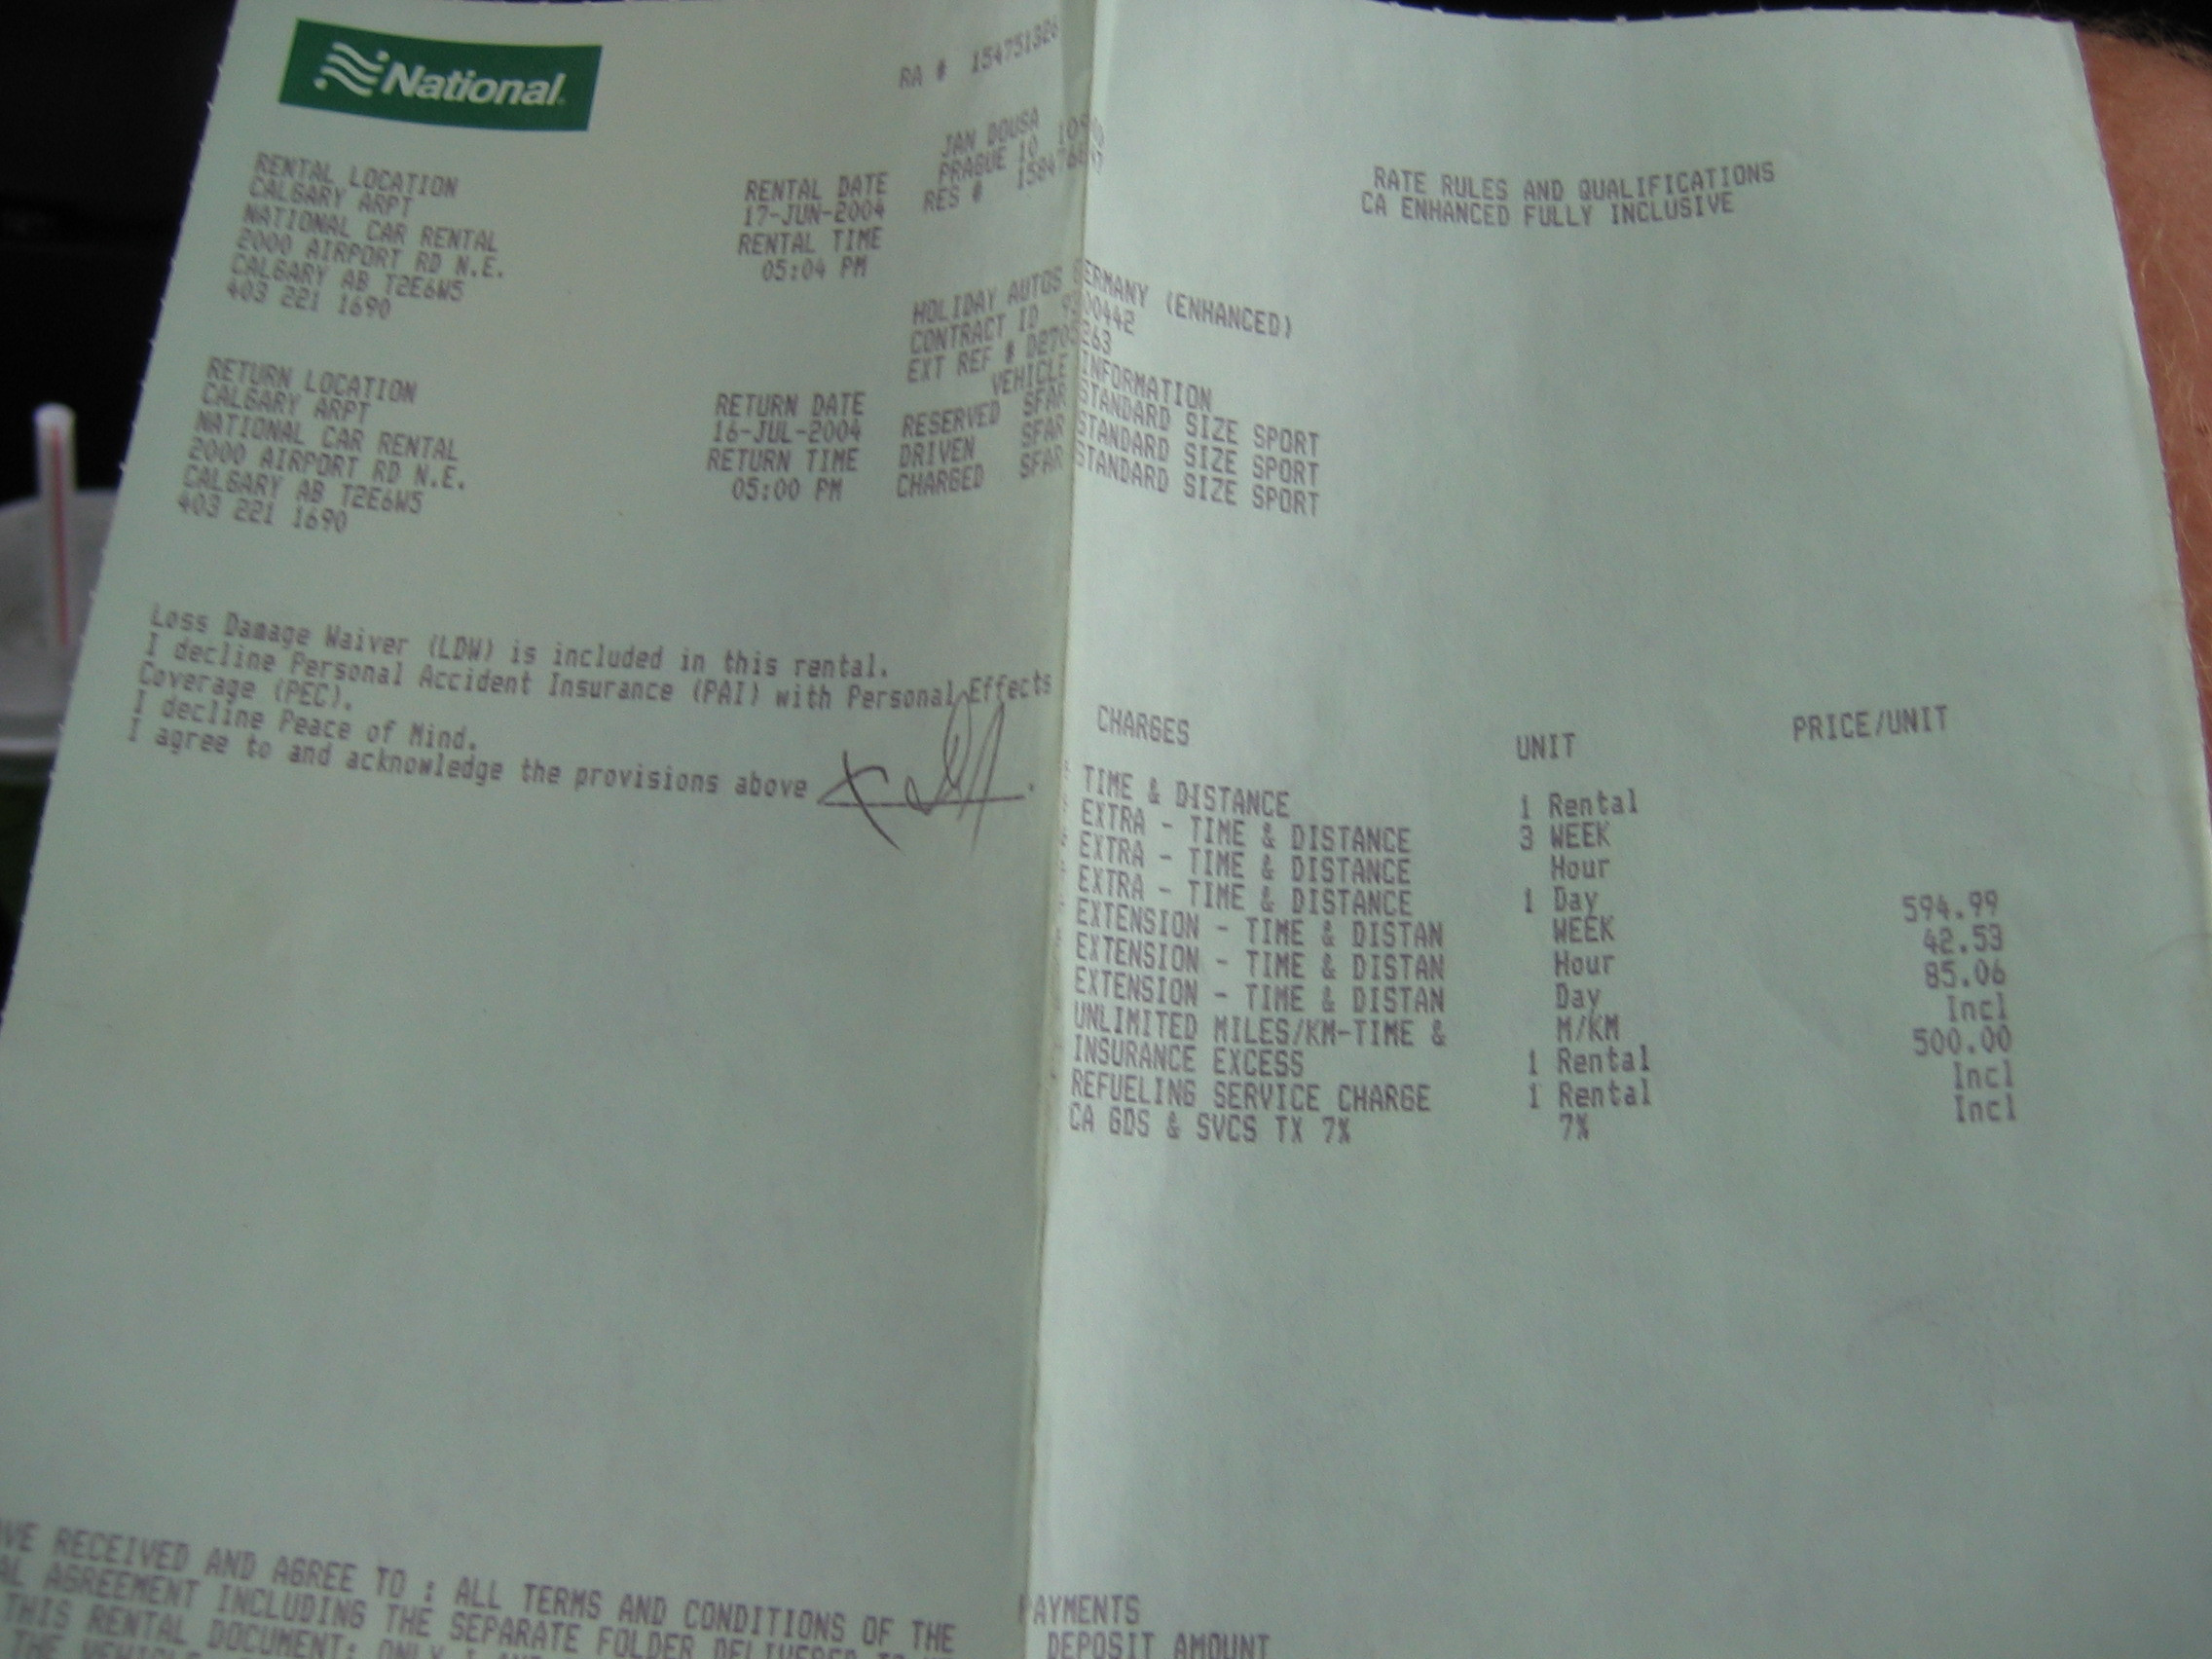 National
RA # 154751326
JAN DOUSA
PRAGUE 10
RES #
RENTAL LOCATION
CALGARY ARPT
NATIONAL CAR RENTAL
2000 AIRPORT RD N.E.
CALGARY AB T2E6W5
403 221 1690
RENTAL DATE
17-JUN-2004
RENTAL TIME
05:04 PM
RETURN LOCATION
CALGARY ARPT
NATIONAL CAR RENTAL
2000 AIRPORT RD N.E.
CALGARY AB T2E6W5
403 221 1690
RETURN DATE
16-JUL-2004
RETURN TIME
05:00 PM
HOLIDAY AUTOS GERMANY (ENHANCED)
CONTRACT ID
EXT REF #
VEHICLE INFORMATION
RESERVED SFAR STANDARD SIZE SPORT
DRIVEN SFAR STANDARD SIZE SPORT
CHARGED SFAR STANDARD SIZE SPORT
RATE RULES AND QUALIFICATIONS
CA ENHANCED FULLY INCLUSIVE
Loss Damage Waiver (LDW) is included in this rental.
I decline Personal Accident Insurance (PAI) with Personal Effects
Coverage (PEC).
I decline Peace of Mind.
I agree to and acknowledge the provisions above
CHARGES UNIT PRICE/UNIT
TIME & DISTANCE 1 Rental
EXTRA - TIME & DISTANCE 3 WEEK
EXTRA - TIME & DISTANCE Hour
EXTRA - TIME & DISTANCE 1 Day
EXTENSION - TIME & DISTAN WEEK 594.99
EXTENSION - TIME & DISTAN Hour 42.53
EXTENSION - TIME & DISTAN Day 85.06
UNLIMITED MILES/KM-TIME & M/KM Incl
INSURANCE EXCESS 1 Rental 500.00
REFUELING SERVICE CHARGE 1 Rental Incl
CA GDS & SVCS TX 7% 7% Incl
VE RECEIVED AND AGREE TO : ALL TERMS AND CONDITIONS OF THE
AL AGREEMENT INCLUDING THE SEPARATE FOLDER DELIVERED TO
THIS RENTAL DOCUMENT: ONLY
THE
PAYMENTS
DEPOSIT AMOUNT